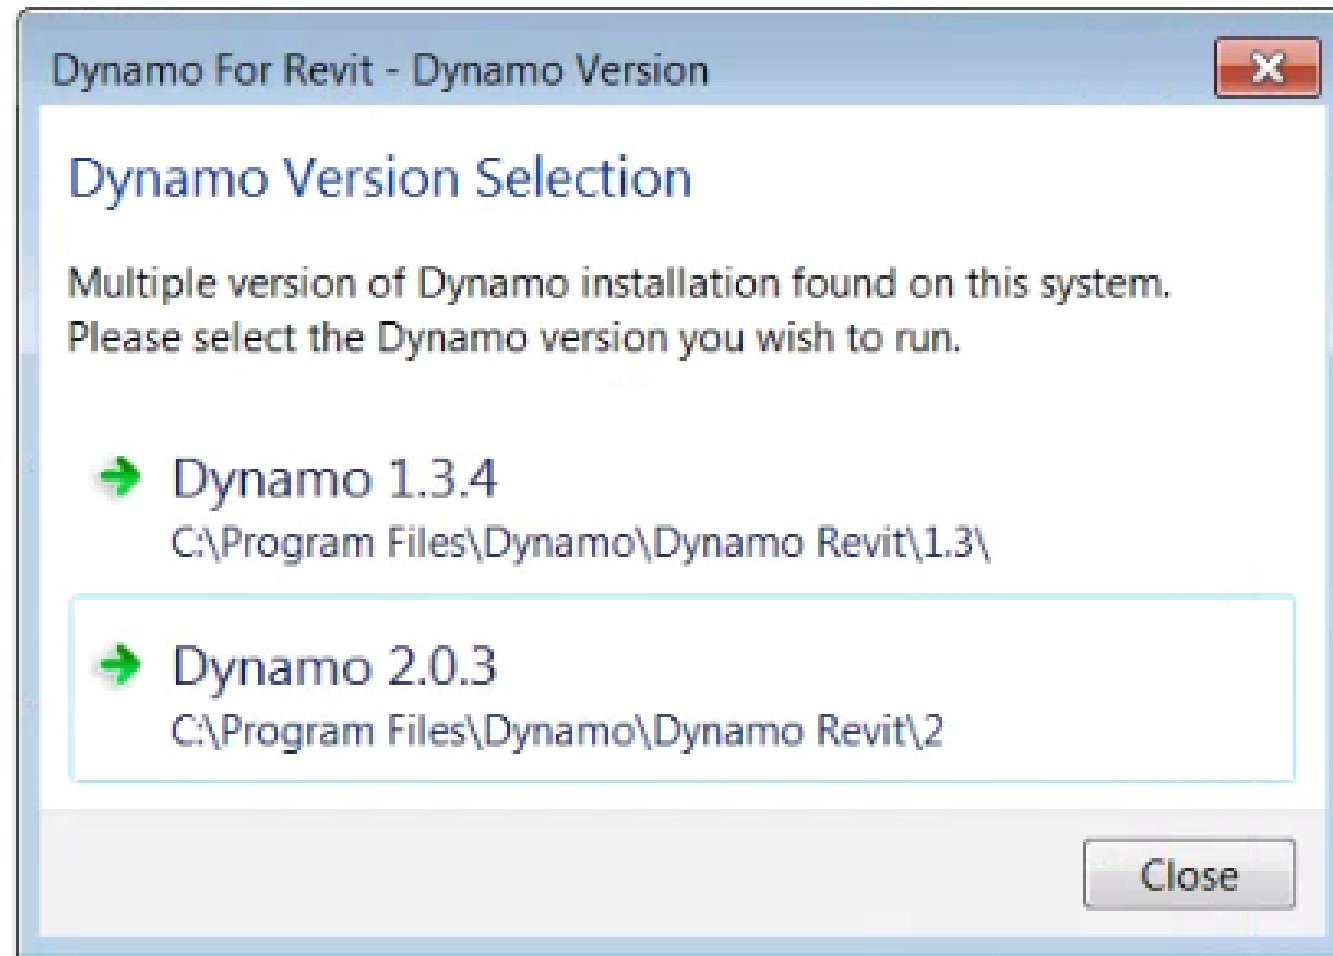 Dynamo For Revit - Dynamo Version
Dynamo Version Selection
Multiple version of Dynamo installation found on this system.
Please select the Dynamo version you wish to run.
Dynamo 1.3.4
C:\Program Files\Dynamo\Dynamo Revit\1.3\
Dynamo 2.0.3
C:\Program Files\Dynamo\Dynamo Revit\2
Close